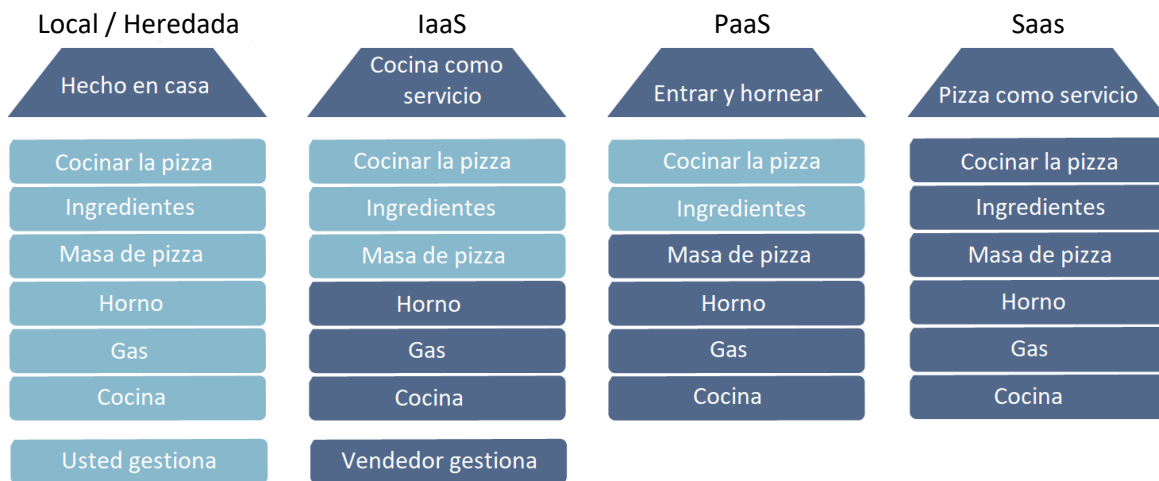 Local / Heredada
Hecho en casa
Cocinar la pizza
Ingredientes
Masa de pizza
Horno
Gas
Cocina
Usted gestiona
IaaS
Cocina como
servicio
Cocinar la pizza
Ingredientes
Masa de pizza
Horno
Gas
Cocina
Vendedor gestiona
PaaS
Entrar y hornear
Cocinar la pizza
Ingredientes
Masa de pizza
Horno
Gas
Cocina
Saas
Pizza como servicio
Cocinar la pizza
Ingredientes
Masa de pizza
Horno
Gas
Cocina